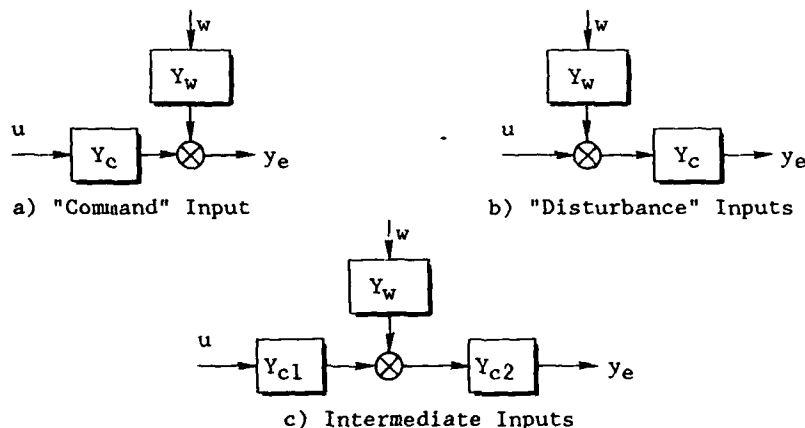 w
w
Y_w
Y_w
u
Y_c
y_e
u
Y_c
y_e
a) "Command" Input
b) "Disturbance" Inputs
w
Y_w
u
Y_c1
Y_c2
y_e
c) Intermediate Inputs